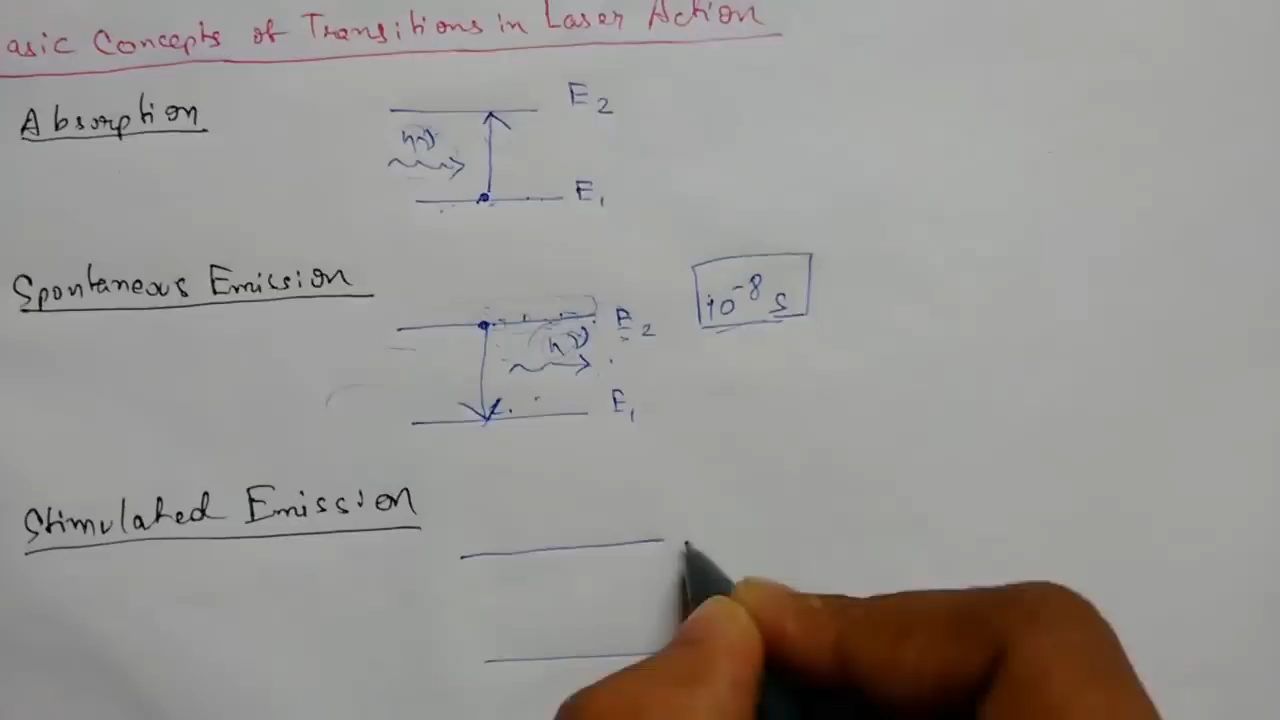 asic Concepts of Transitions in Laser Action
Absorption
E2
hν
E1
Spontaneous Emission
10-8 s
E2
hν
E1
Stimulated Emission